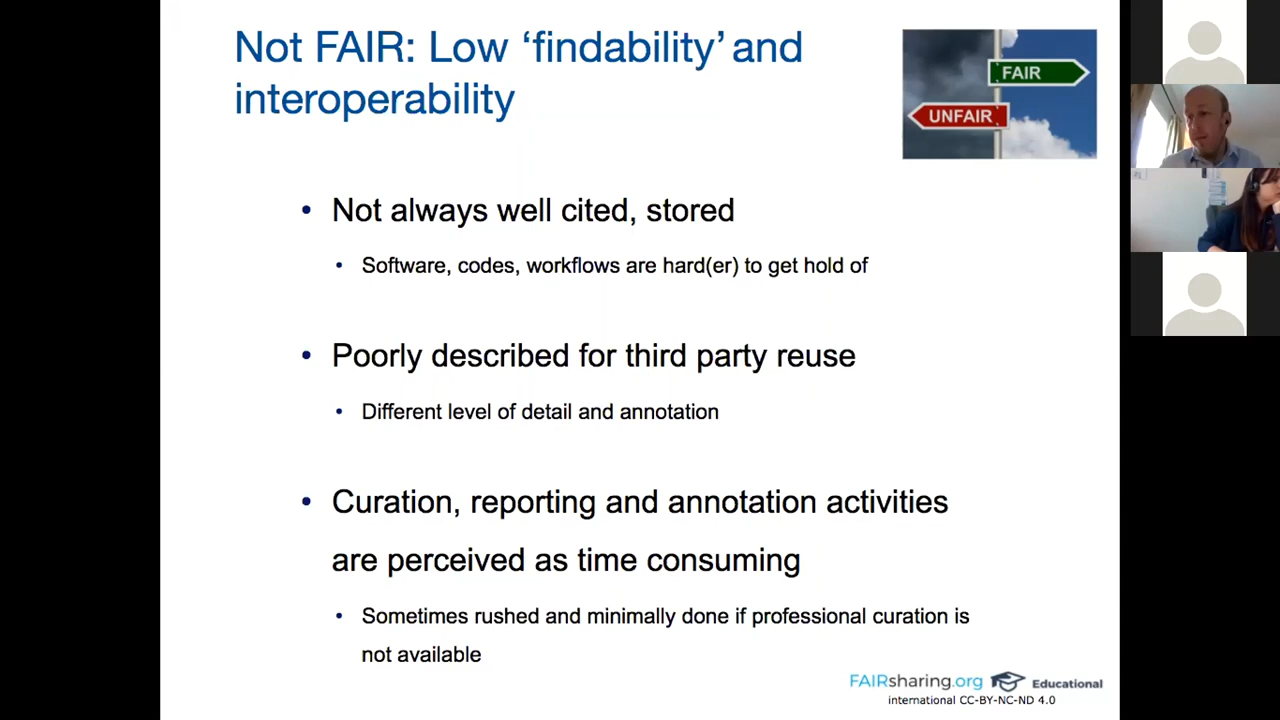 Not FAIR: Low ‘findability’ and
interoperability
FAIR
UNFAIR
• Not always well cited, stored
• Software, codes, workflows are hard(er) to get hold of
• Poorly described for third party reuse
• Different level of detail and annotation
• Curation, reporting and annotation activities
are perceived as time consuming
• Sometimes rushed and minimally done if professional curation is
not available
FAIRsharing.org Educational
international CC-BY-NC-ND 4.0